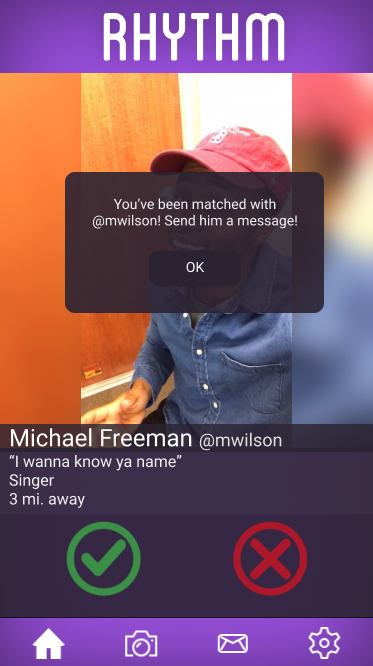 RHYTHM
You've been matched with
@mwilson! Send him a message!
OK
Michael Freeman @mwilson
“I wanna know ya name”
Singer
3 mi. away